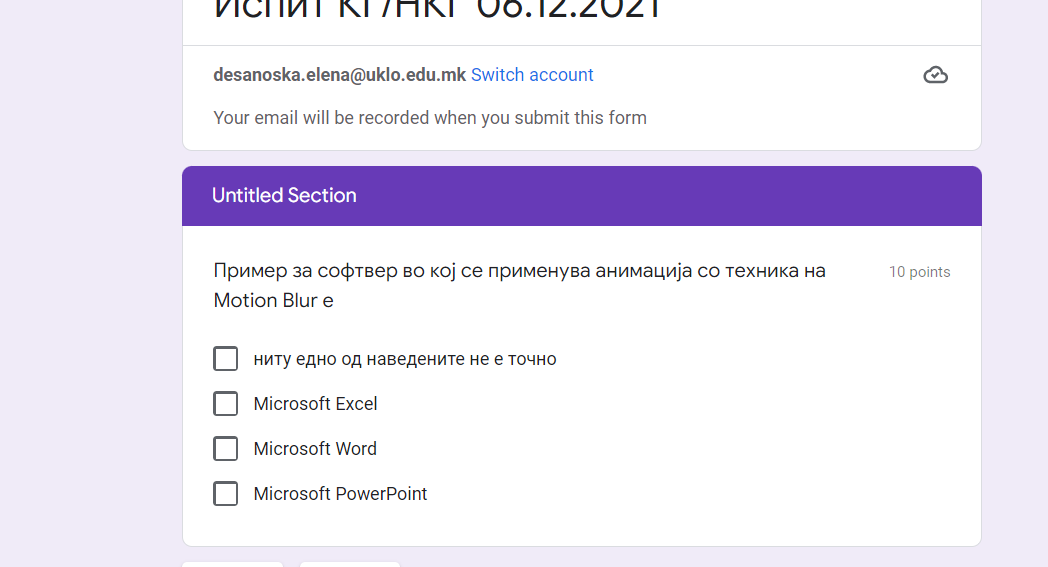 Испит КГ/НКГ 06.12.2021
desanoska.elena@uklo.edu.mk Switch account
Your email will be recorded when you submit this form
Untitled Section
Пример за софтвер во кој се применува анимација со техника на
Motion Blur е
10 points
ниту едно од наведените не е точно
Microsoft Excel
Microsoft Word
Microsoft PowerPoint